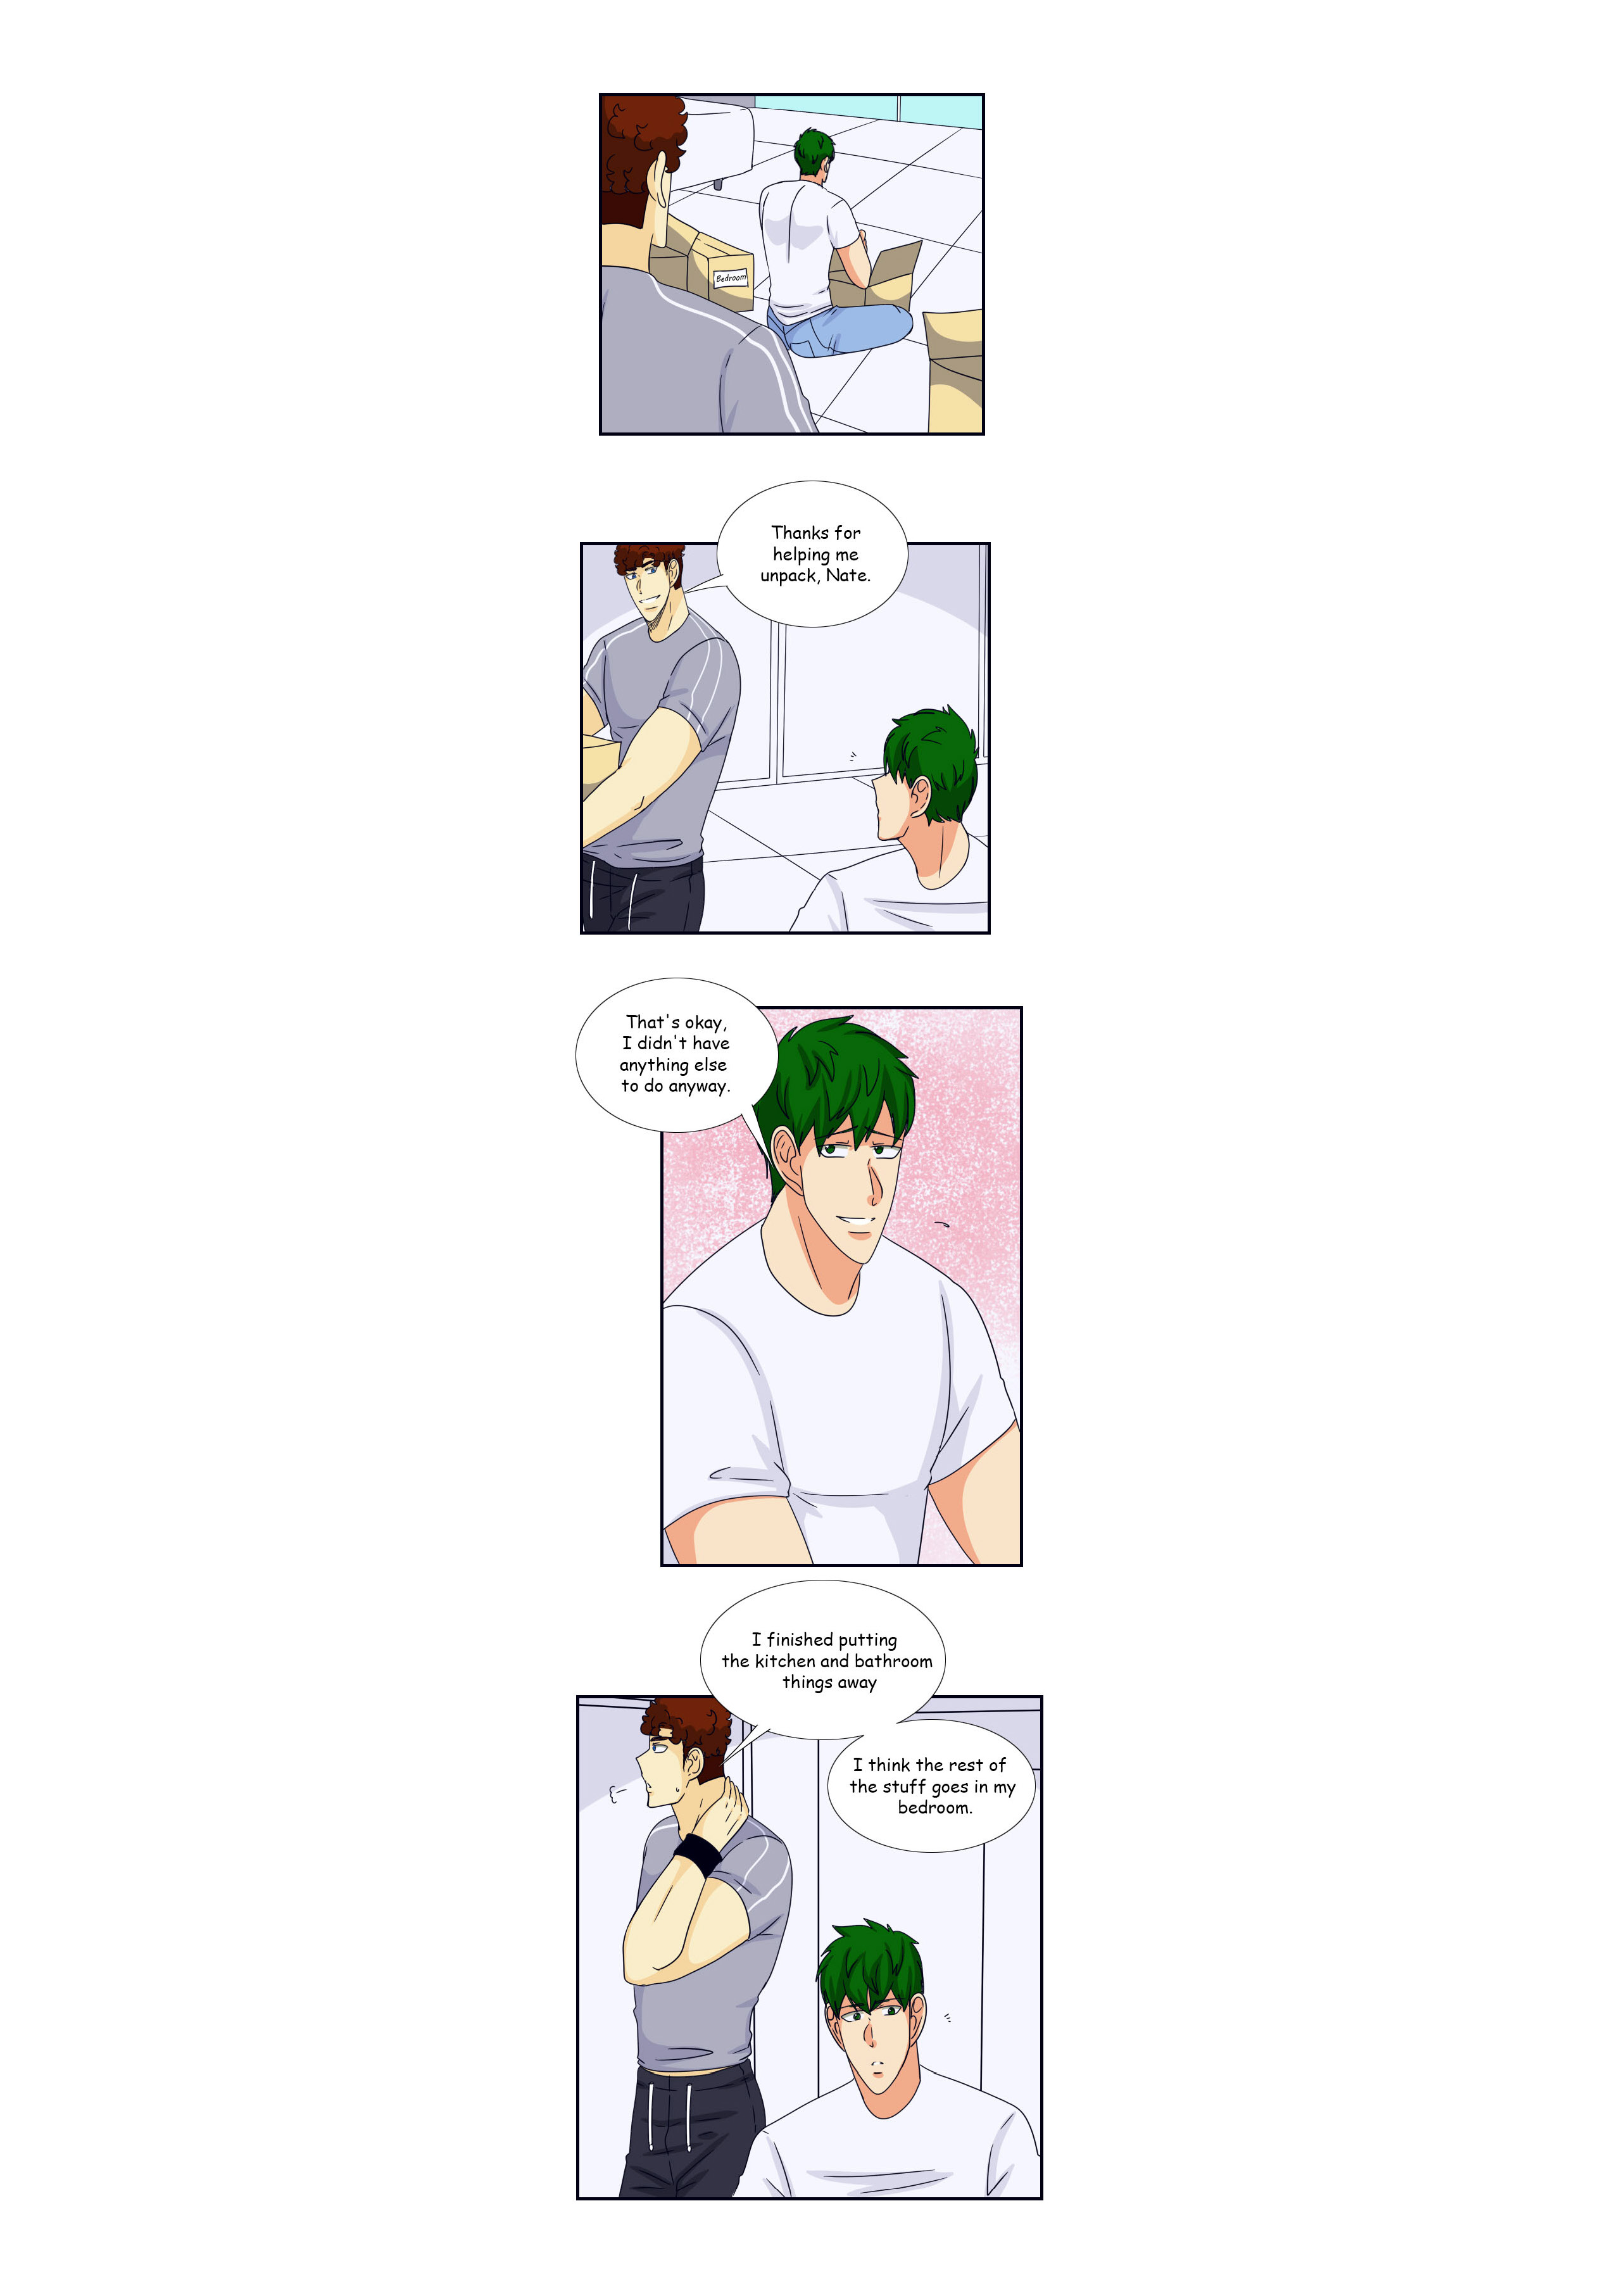 Bedroom
Thanks for
helping me
unpack, Nate.
That's okay,
I didn't have
anything else
to do anyway.
I finished putting
the kitchen and bathroom
things away
I think the rest of
the stuff goes in my
bedroom.